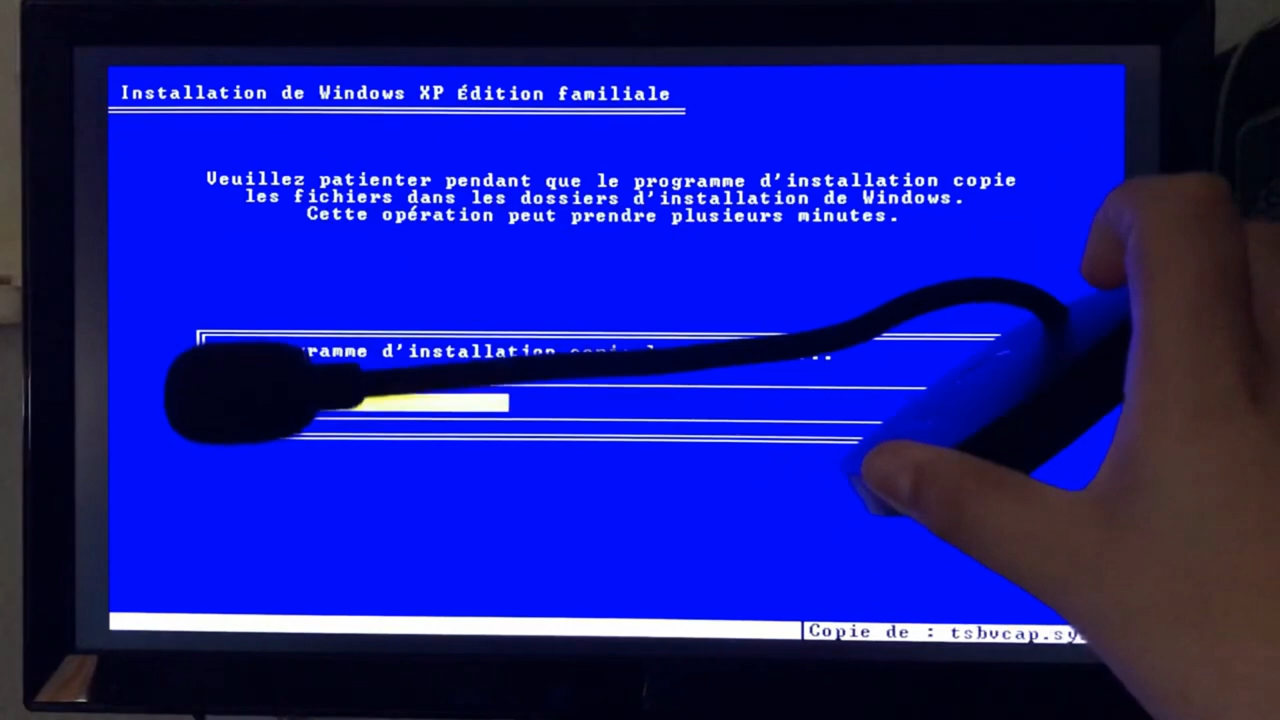 Installation de Windows XP Édition familiale
Veuillez patienter pendant que le programme d'installation copie
les fichiers dans les dossiers d'installation de Windows.
Cette opération peut prendre plusieurs minutes.
d'installation
Copie de : tsbvcap.sy